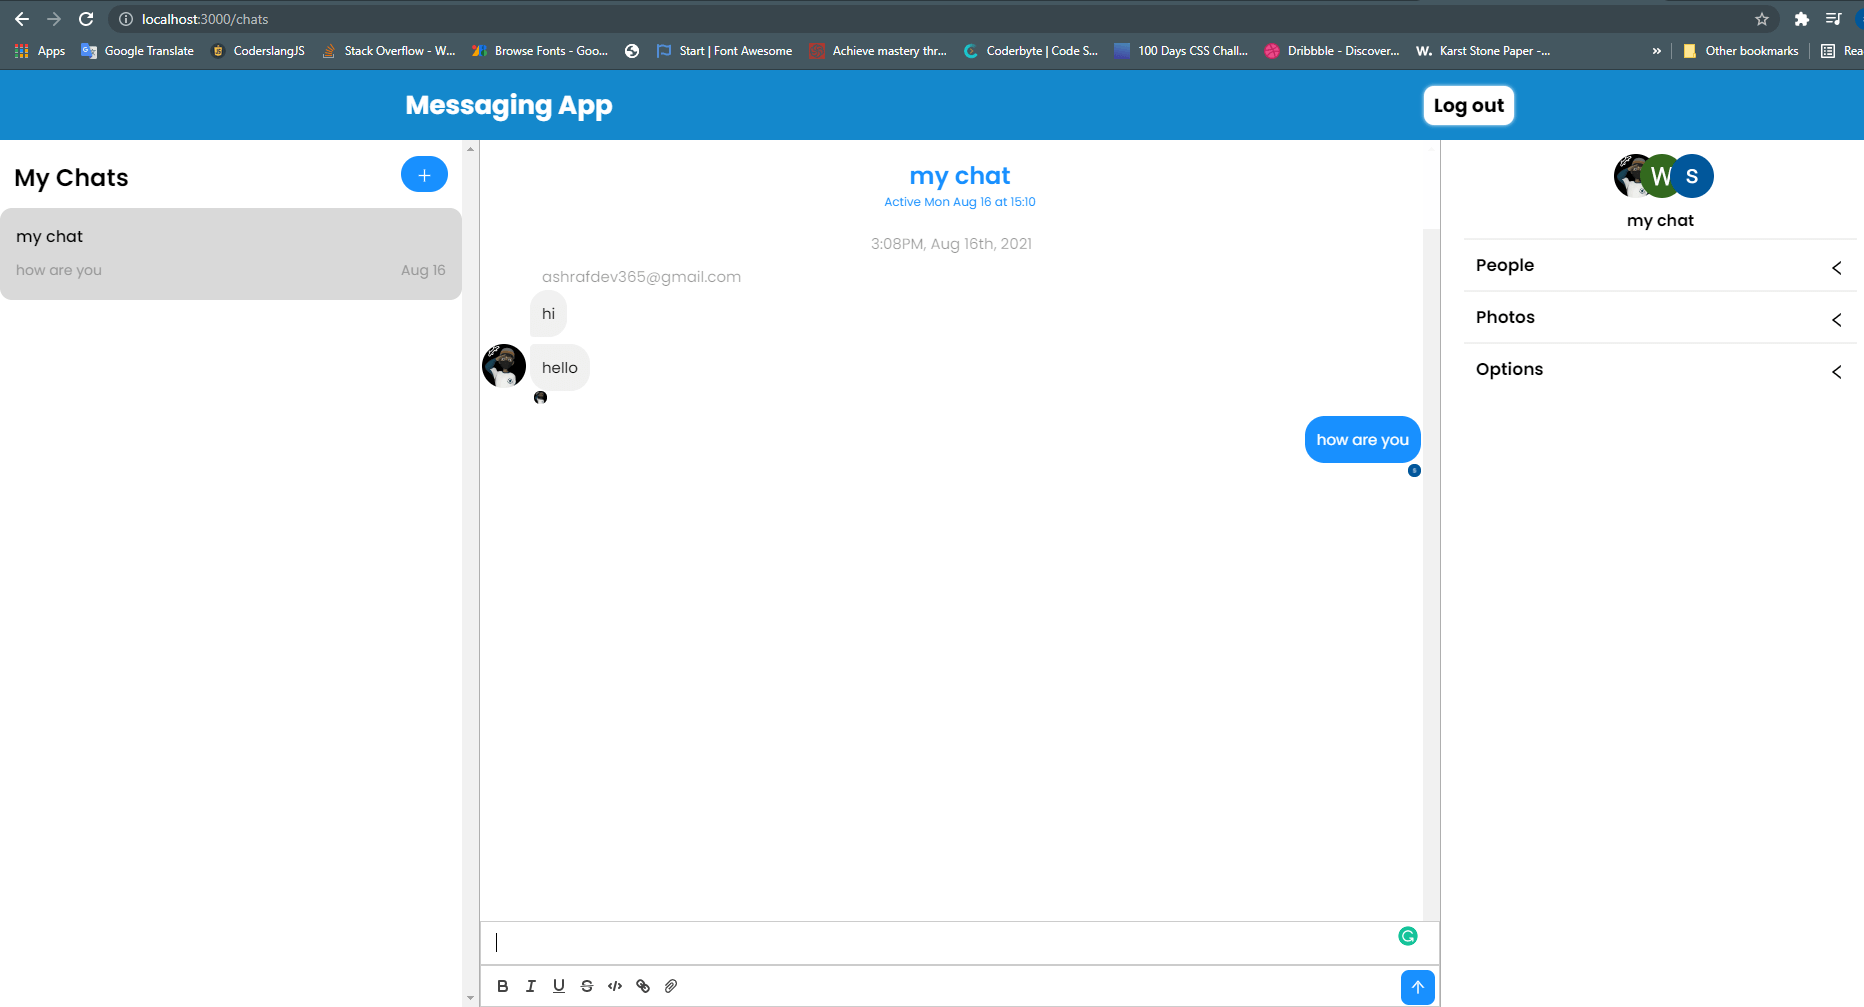 localhost:3000/chats
Apps Google Translate CoderslangJS Stack Overflow - W... Browse Fonts - Goo... Start | Font Awesome Achieve mastery thr... Coderbyte | Code S... 100 Days CSS Chall... Dribbble - Discover... W. Karst Stone Paper -... » Other bookmarks Rea
Messaging App
Log out
My Chats
+
my chat
how are you Aug 16
my chat
Active Mon Aug 16 at 15:10
3:08PM, Aug 16th, 2021
ashrafdev365@gmail.com
hi
hello
how are you
W S
my chat
People
Photos
Options
B I U S </>